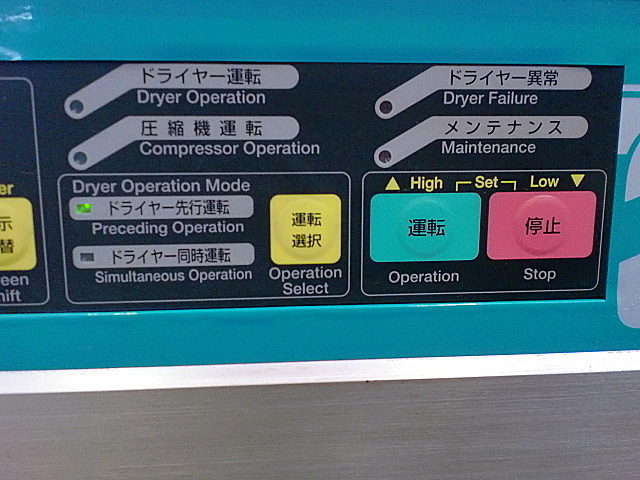 ドライヤー運転
Dryer Operation
圧縮機運転
Compressor Operation
ドライヤー異常
Dryer Failure
メンテナンス
Maintenance
Dryer Operation Mode
ドライヤー先行運転
Preceding Operation
ドライヤー同時運転
Simultaneous Operation
運転
選択
Operation
Select
▲ High Set Low ▼
運転
Operation
停止
Stop